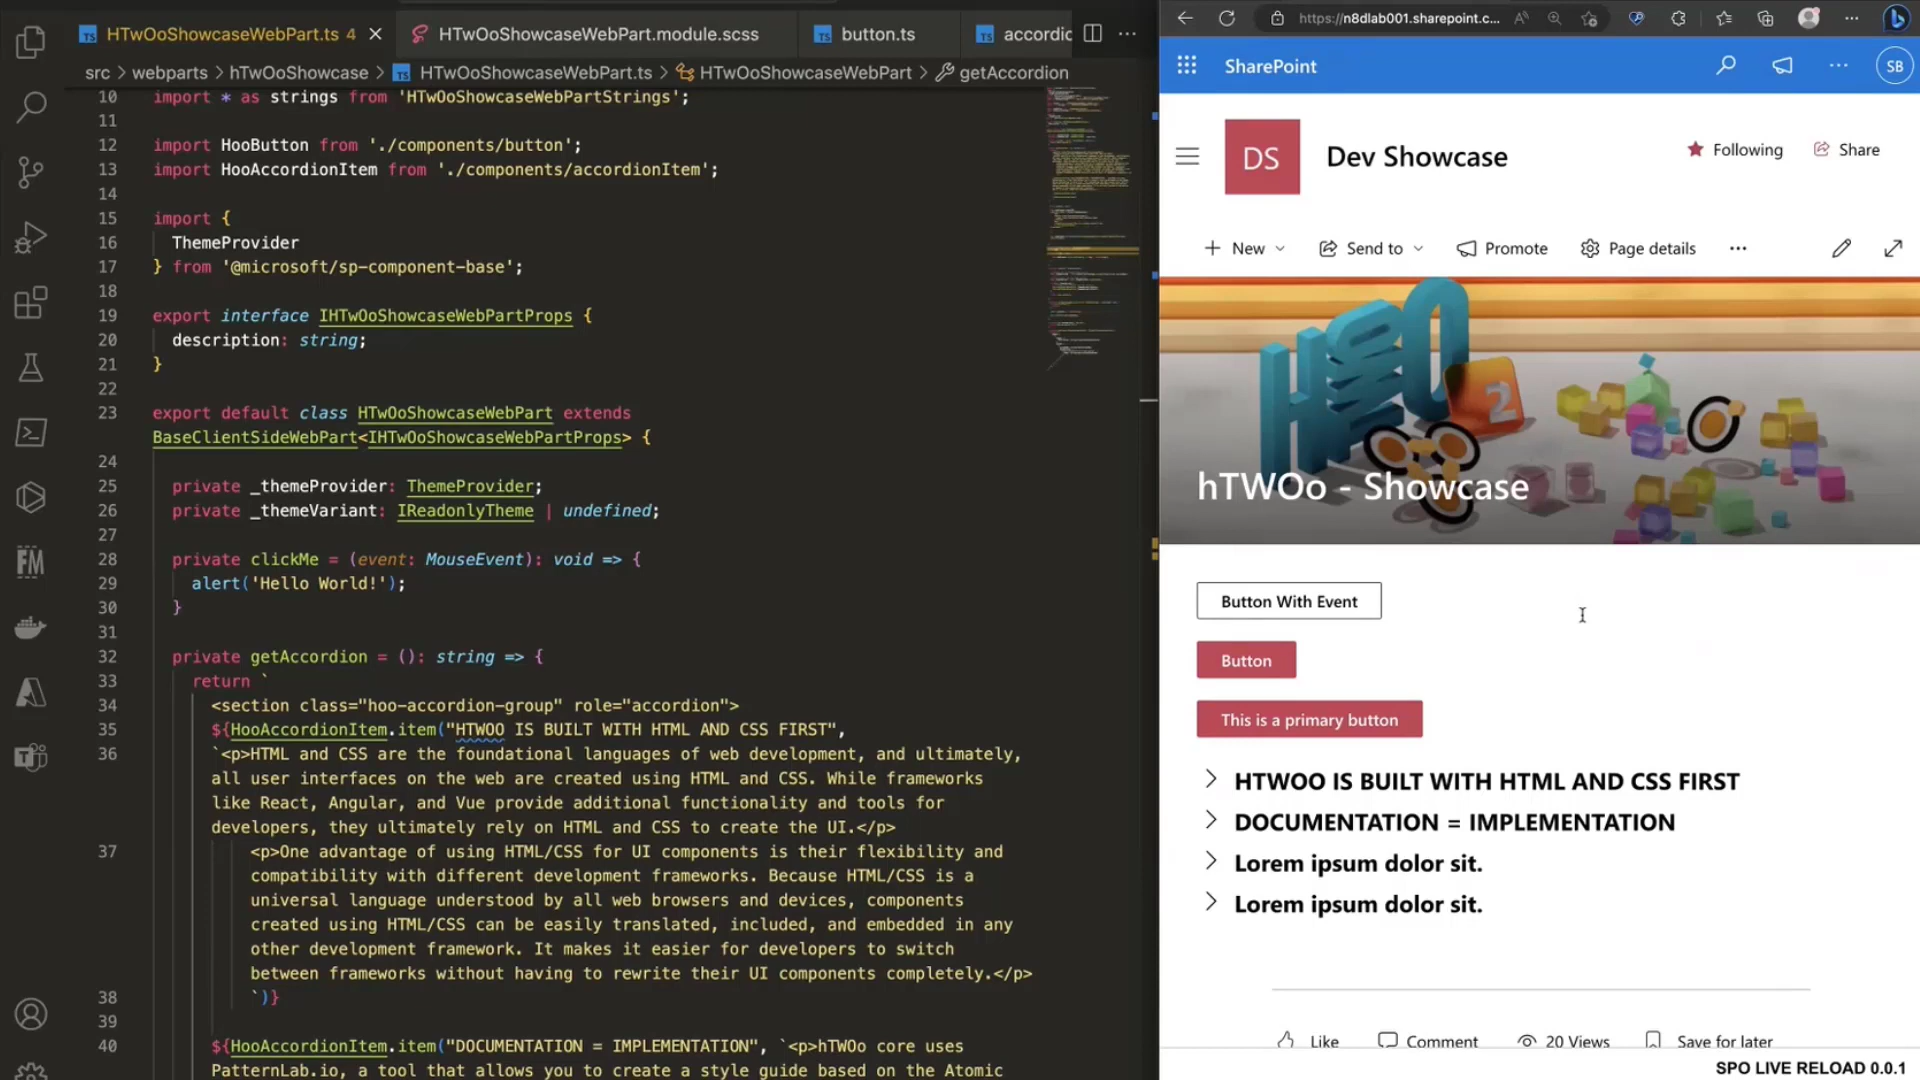 HTwOoShowcaseWebPart.ts 4
HTwOoShowcaseWebPart.module.scss
button.ts
accordic
src > webparts > hTwOoShowcase > HTwOoShowcaseWebPart.ts > HTwOoShowcaseWebPart > getAccordion
10 import * as strings from 'HTwOoShowcaseWebPartStrings';
11
12 import HooButton from './components/button';
13 import HooAccordionItem from './components/accordionItem';
14
15 import {
16 ThemeProvider
17 } from '@microsoft/sp-component-base';
18
19 export interface IHTwOoShowcaseWebPartProps {
20 description: string;
21 }
22
23 export default class HTwOoShowcaseWebPart extends
BaseClientSideWebPart<IHTwOoShowcaseWebPartProps> {
24
25 private _themeProvider: ThemeProvider;
26 private _themeVariant: IReadonlyTheme | undefined;
27
28 private clickMe = (event: MouseEvent): void => {
29 alert('Hello World!');
30 }
31
32 private getAccordion = (): string => {
33 return `
34 <section class="hoo-accordion-group" role="accordion">
35 ${HooAccordionItem.item("HTWOO IS BUILT WITH HTML AND CSS FIRST",
36 `<p>HTML and CSS are the foundational languages of web development, and ultimately,
all user interfaces on the web are created using HTML and CSS. While frameworks
like React, Angular, and Vue provide additional functionality and tools for
developers, they ultimately rely on HTML and CSS to create the UI.</p>
37 <p>One advantage of using HTML/CSS for UI components is their flexibility and
compatibility with different development frameworks. Because HTML/CSS is a
universal language understood by all web browsers and devices, components
created using HTML/CSS can be easily translated, included, and embedded in any
other development framework. It makes it easier for developers to switch
between frameworks without having to rewrite their UI components completely.</p>
38 `)}
39
40 ${HooAccordionItem.item("DOCUMENTATION = IMPLEMENTATION", `<p>hTWOo core uses
PatternLab.io, a tool that allows you to create a style guide based on the Atomic
FM
https://n8dlab001.sharepoint.c...
SharePoint
SB
DS
Dev Showcase
Following
Share
New
Send to
Promote
Page details
2
hTWOo - Showcase
Button With Event
Button
This is a primary button
HTWOO IS BUILT WITH HTML AND CSS FIRST
DOCUMENTATION = IMPLEMENTATION
Lorem ipsum dolor sit.
Lorem ipsum dolor sit.
Like
Comment
20 Views
Save for later
SPO LIVE RELOAD 0.0.1